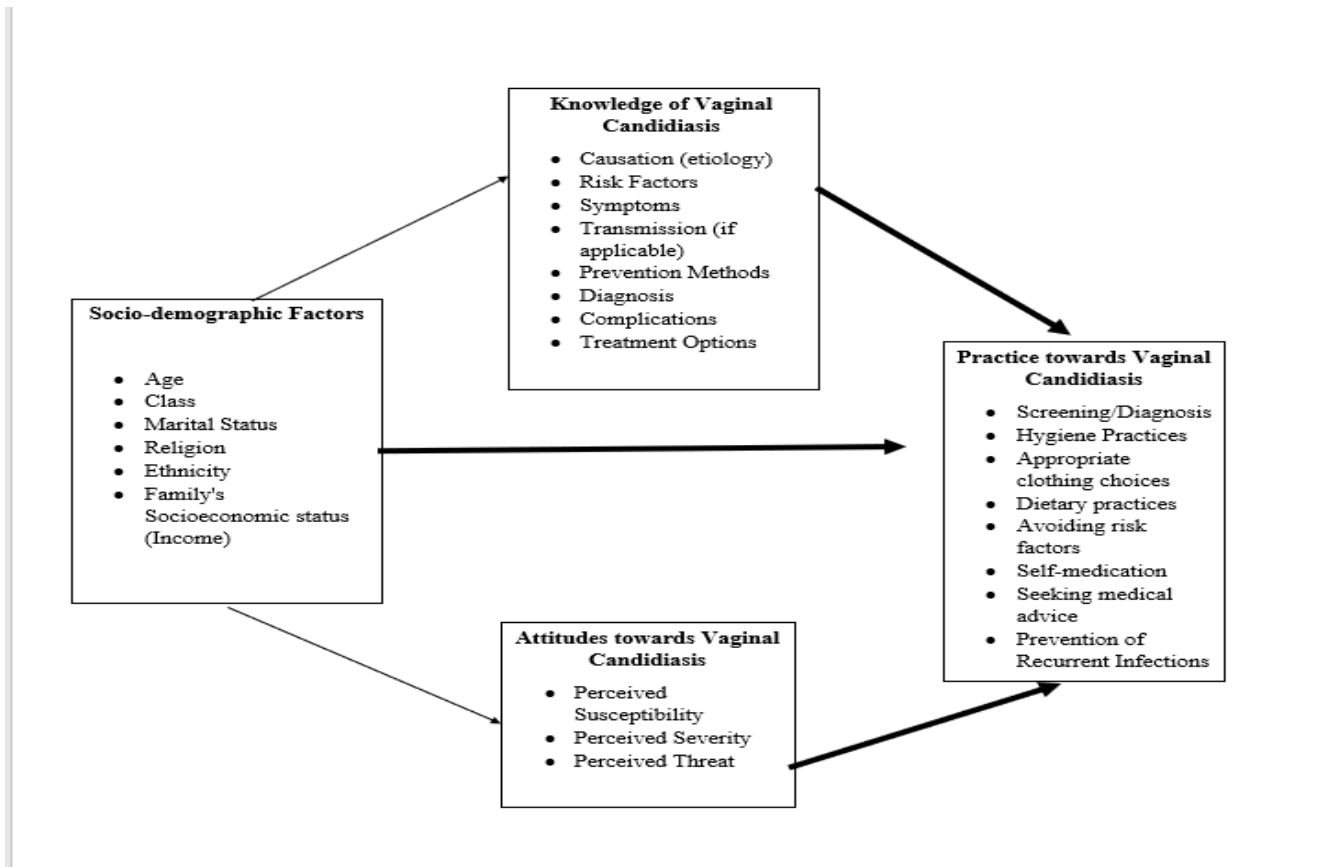 Knowledge of Vaginal
Candidiasis
• Causation (etiology)
• Risk Factors
• Symptoms
• Transmission (if
applicable)
• Prevention Methods
• Diagnosis
• Complications
• Treatment Options
Socio-demographic Factors
• Age
• Class
• Marital Status
• Religion
• Ethnicity
• Family's
Socioeconomic status
(Income)
Practice towards Vaginal
Candidiasis
• Screening/Diagnosis
• Hygiene Practices
• Appropriate
clothing choices
• Dietary practices
• Avoiding risk
factors
• Self-medication
• Seeking medical
advice
• Prevention of
Recurrent Infections
Attitudes towards Vaginal
Candidiasis
• Perceived
Susceptibility
• Perceived Severity
• Perceived Threat